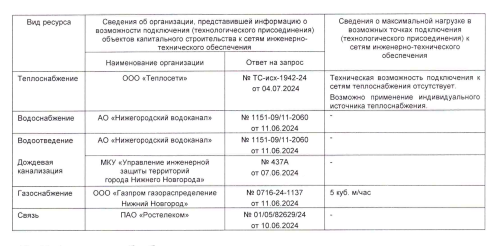 Вид ресурса
Сведения об организации, представившей информацию о
возможности подключения (технологического присоединения)
объектов капитального строительства к сетям инженерно-
технического обеспечения
Сведения о максимальной нагрузке в
возможных точках подключения
(технологического присоединения) к
сетям инженерно-технического
обеспечения
Наименование организации
Ответ на запрос
Теплоснабжение
ООО «Теплосети»
№ ТС-исх-1942-24
от 04.07.2024
Техническая возможность подключения к
сетям теплоснабжения отсутствует.
Возможно применение индивидуального
источника теплоснабжения.
Водоснабжение
АО «Нижегородский водоканал»
№ 1151-09/11-2060
от 11.06.2024
-
Водоотведение
АО «Нижегородский водоканал»
№ 1151-09/11-2060
от 11.06.2024
-
Дождевая
канализация
МКУ «Управление инженерной
защиты территорий
города Нижнего Новгорода»
№ 437А
от 07.06.2024
-
Газоснабжение
ООО «Газпром газораспределение
Нижний Новгород»
№ 0716-24-1137
от 11.06.2024
5 куб. м/час
Связь
ПАО «Ростелеком»
№ 01/05/82629/24
от 10.06.2024
-